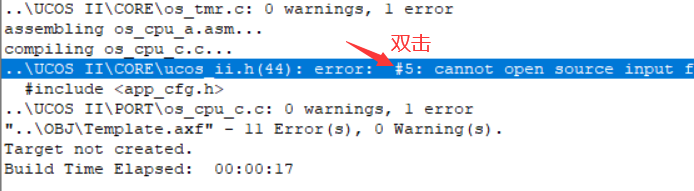 ..\UCOS II\CORE\os_tmr.c: 0 warnings, 1 error
assembling os_cpu_a.asm...
compiling os_cpu_c.c...
双击
..\UCOS II\CORE\ucos_ii.h(44): error:  #5: cannot open source input f
#include <app_cfg.h>
..\UCOS II\PORT\os_cpu_c.c: 0 warnings, 1 error
"..\OBJ\Template.axf" - 11 Error(s), 0 Warning(s).
Target not created.
Build Time Elapsed:  00:00:17